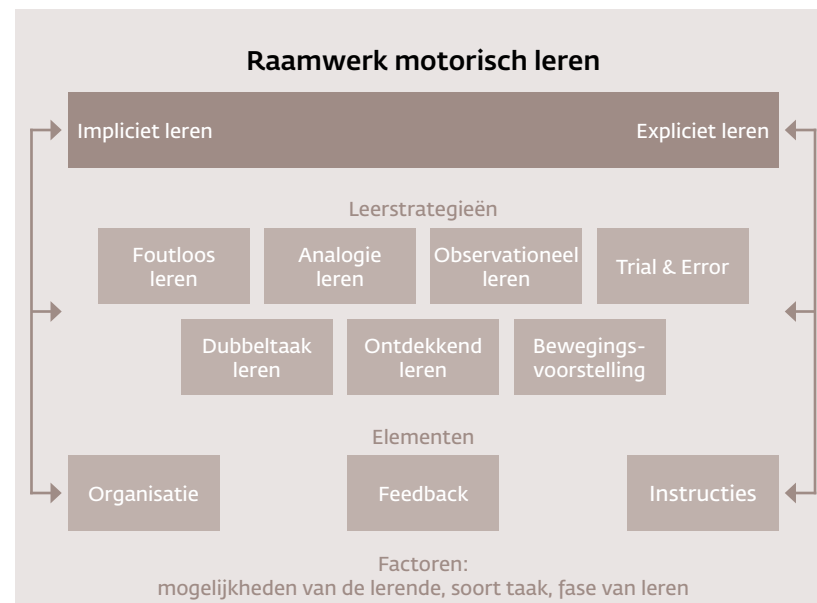 Raamwerk motorisch leren
Impliciet leren
Expliciet leren
Leerstrategieën
Foutloos
leren
Analogie
leren
Observationeel
leren
Trial & Error
Dubbeltaak
leren
Ontdekkend
leren
Bewegings-
voorstelling
Elementen
Organisatie
Feedback
Instructies
Factoren:
mogelijkheden van de lerende, soort taak, fase van leren